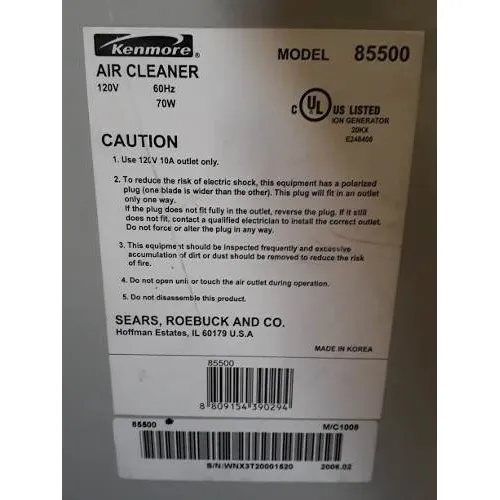 Kenmore®
MODEL 85500
AIR CLEANER
120V 60Hz
70W
C UL US LISTED
ION GENERATOR
20KX
E246406
CAUTION
1. Use 120V 10A outlet only.
2. To reduce the risk of electric shock, this equipment has a polarized
plug (one blade is wider than the other). This plug will fit in an outlet
only one way.
If the plug does not fit fully in the outlet, reverse the plug. If it still
does not fit, contact a qualified electrician to install the correct outlet.
Do not force or alter the plug in any way.
3. This equipment should be inspected frequently and excessive
accumulation of dirt or dust should be removed to reduce the risk
of fire.
4. Do not open unit or touch the air outlet during operation.
5. Do not disassemble this product.
SEARS, ROEBUCK AND CO.
Hoffman Estates, IL 60179 U.S.A
MADE IN KOREA
85500
8 809154 390294
85500 M/C1008
S/N:WNX3T20001520 2006.02